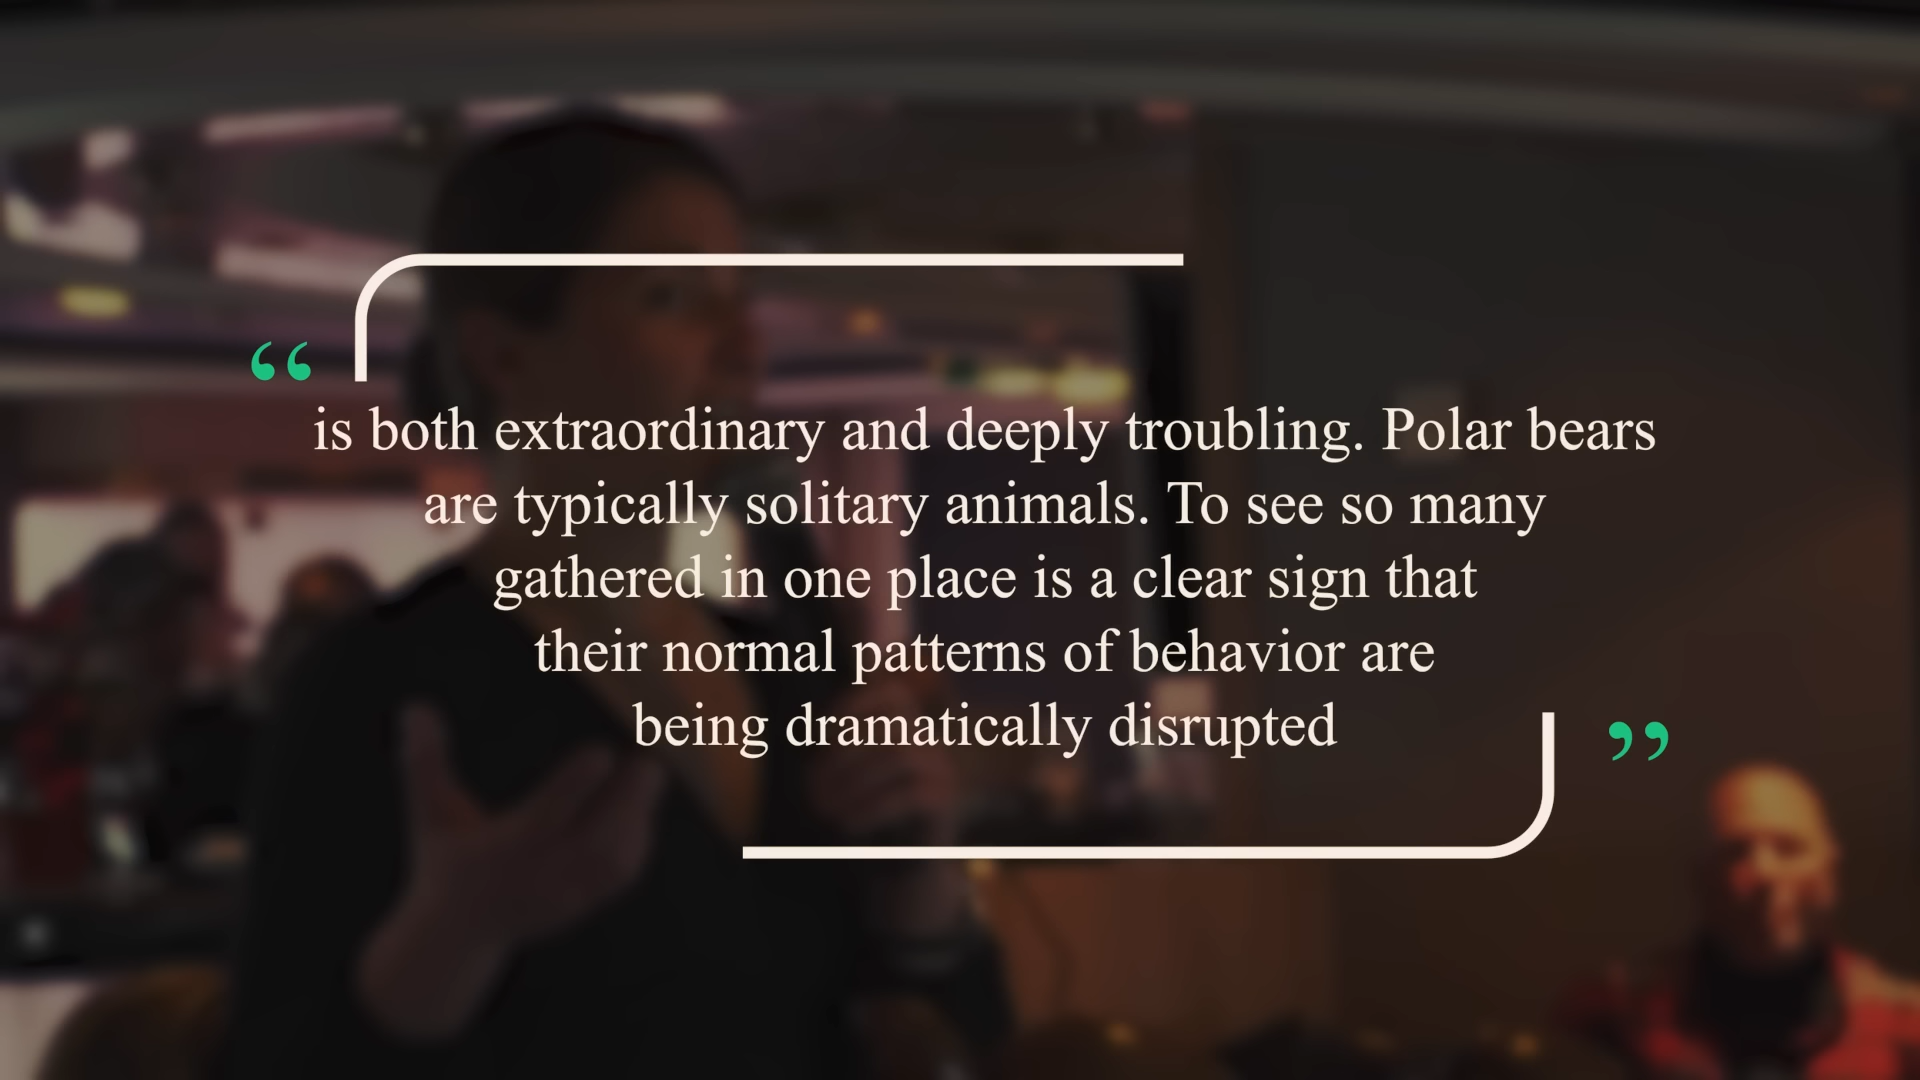 “
is both extraordinary and deeply troubling. Polar bears
are typically solitary animals. To see so many
gathered in one place is a clear sign that
their normal patterns of behavior are
being dramatically disrupted
”